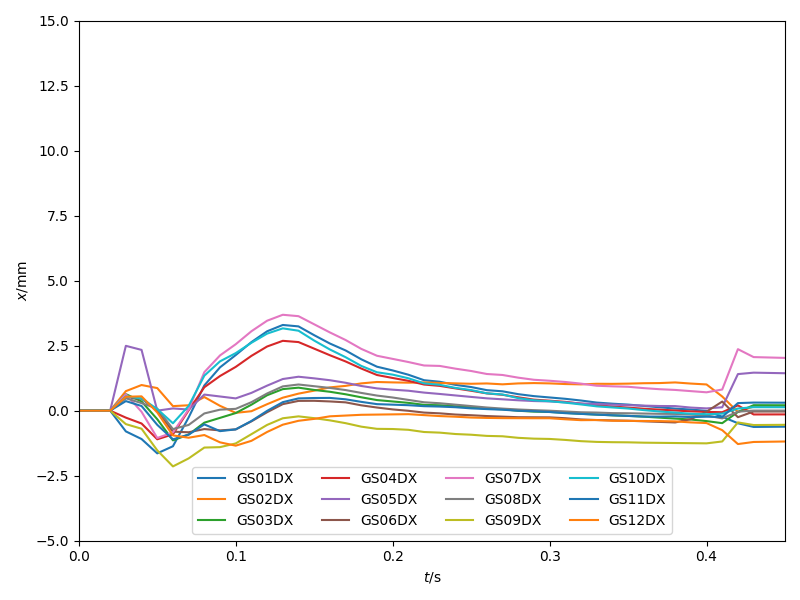 15.0
12.5
10.0
7.5
x/mm
5.0
2.5
0.0
−2.5
−5.0
GS01DX GS04DX GS07DX GS10DX
GS02DX GS05DX GS08DX GS11DX
GS03DX GS06DX GS09DX GS12DX
0.0 0.1 0.2 0.3 0.4
t/s